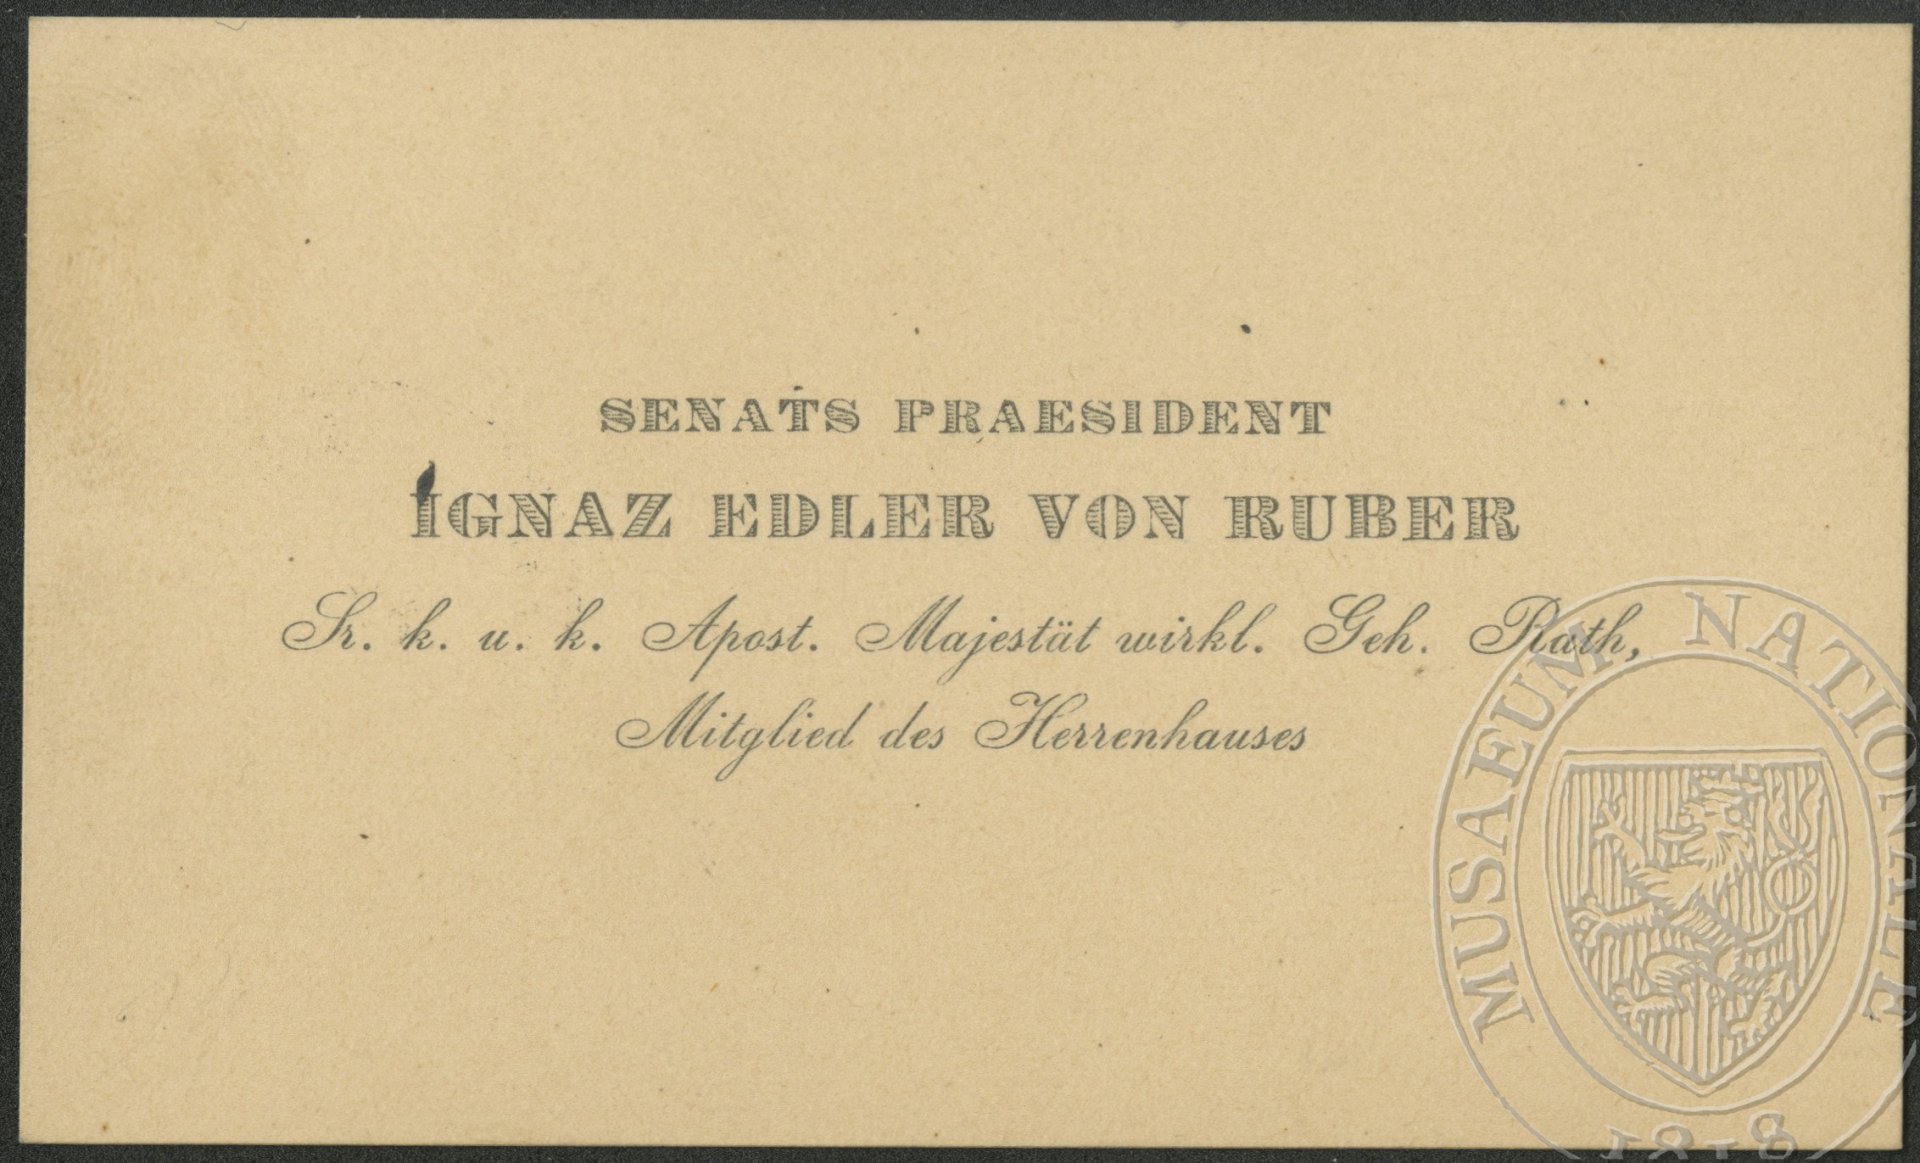 SENATS PRAESIDENT
IGNAZ EDLER VON RUBER
Sr. k. u. k. Apost. Majestät wirkl. Geh. Rath,
Mitglied des Herrenhauses
MUSAEUM NATIONALE
1818